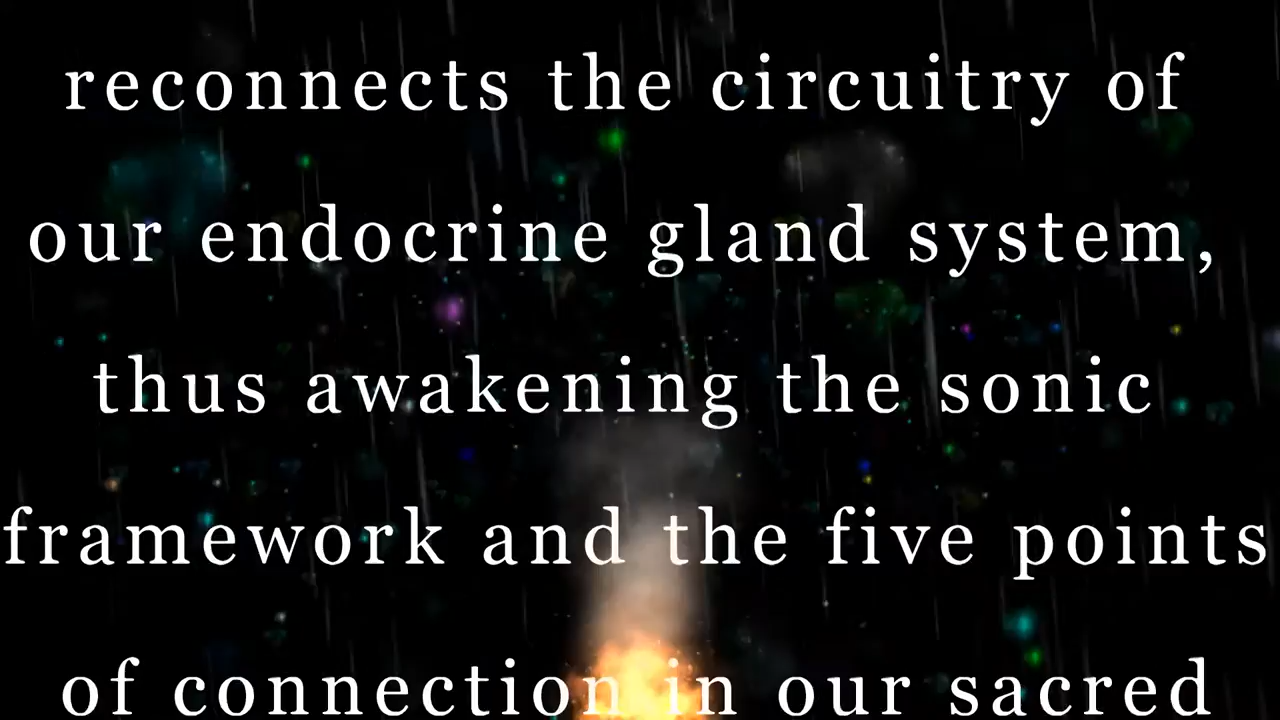 reconnects the circuitry of
our endocrine gland system,
thus awakening the sonic
framework and the five points
of connection in our sacred